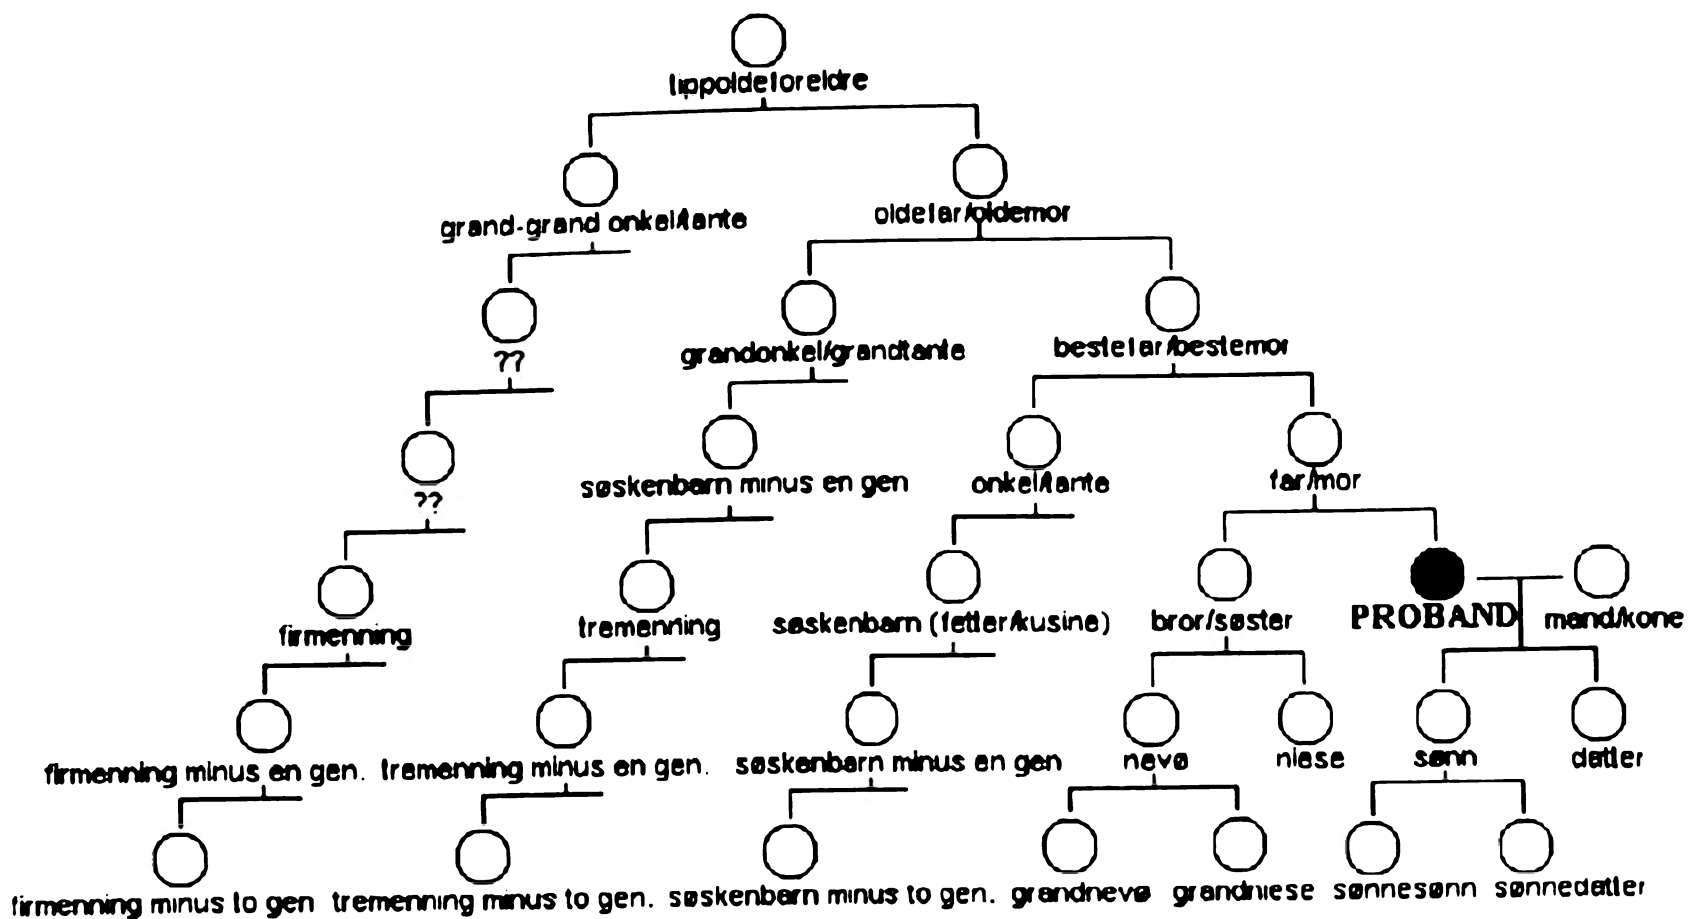 tippoldeforeldre
grand-grand onkel/tante
oldefar/oldemor
??
grandonkel/grandtante
bestefar/bestemor
??
søskenbarn minus en gen
onkel/tante
far/mor
firmenning
tremenning
søskenbarn (fetter/kusine)
bror/søster
PROBAND
mand/kone
firmenning minus en gen.
tremenning minus en gen.
søskenbarn minus en gen
nevø
niese
sønn
datter
firmenning minus to gen
tremenning minus to gen.
søskenbarn minus to gen.
grandnevø
grandniese
sønnesønn
sønnedatter